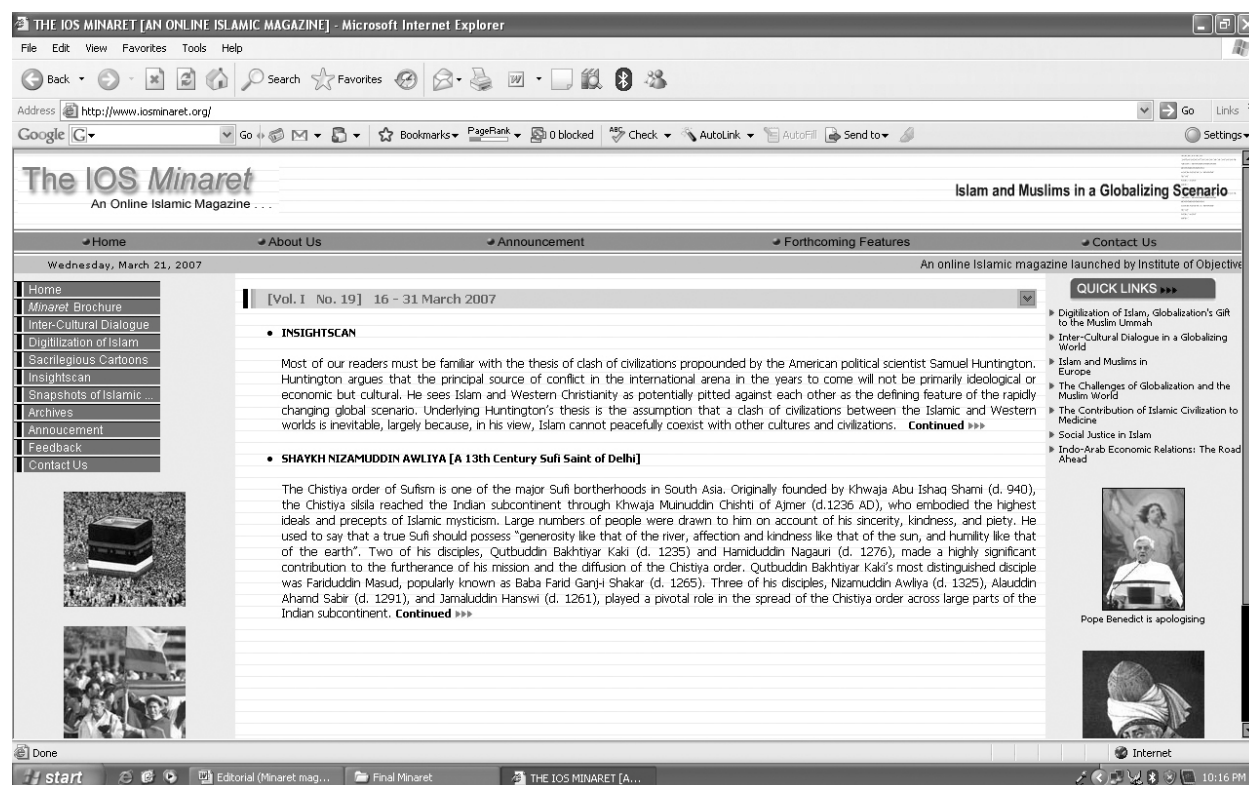 THE IOS MINARET [AN ONLINE ISLAMIC MAGAZINE] - Microsoft Internet Explorer
File Edit View Favorites Tools Help
Back Search Favorites
Address http://www.iosminaret.org/ Go Links
Google G Go Bookmarks PageRank 0 blocked Check AutoLink AutoFill Send to Settings
The IOS Minaret
An Online Islamic Magazine . . .
Islam and Muslims in a Globalizing Scenario
Home About Us Announcement Forthcoming Features Contact Us
Wednesday, March 21, 2007
An online Islamic magazine launched by Institute of Objective
Home
Minaret Brochure
Inter-Cultural Dialogue
Digitilization of Islam
Sacrilegious Cartoons
Insightscan
Snapshots of Islamic ...
Archives
Annoucement
Feedback
Contact Us
[Vol. I No. 19] 16 - 31 March 2007
• INSIGHTSCAN
Most of our readers must be familiar with the thesis of clash of civilizations propounded by the American political scientist Samuel Huntington.
Huntington argues that the principal source of conflict in the international arena in the years to come will not be primarily ideological or
economic but cultural. He sees Islam and Western Christianity as potentially pitted against each other as the defining feature of the rapidly
changing global scenario. Underlying Huntington's thesis is the assumption that a clash of civilizations between the Islamic and Western
worlds is inevitable, largely because, in his view, Islam cannot peacefully coexist with other cultures and civilizations. Continued
• SHAYKH NIZAMUDDIN AWLIYA [A 13th Century Sufi Saint of Delhi]
The Chistiya order of Sufism is one of the major Sufi bortherhoods in South Asia. Originally founded by Khwaja Abu Ishaq Shami (d. 940),
the Chistiya silsila reached the Indian subcontinent through Khwaja Muinuddin Chishti of Ajmer (d.1236 AD), who embodied the highest
ideals and precepts of Islamic mysticism. Large numbers of people were drawn to him on account of his sincerity, kindness, and piety. He
used to say that a true Sufi should possess "generosity like that of the river, affection and kindness like that of the sun, and humility like that
of the earth". Two of his disciples, Qutbuddin Bakhtiyar Kaki (d. 1235) and Hamiduddin Nagauri (d. 1276), made a highly significant
contribution to the furtherance of his mission and the diffusion of the Chistiya order. Qutbuddin Bakhtiyar Kaki's most distinguished disciple
was Fariduddin Masud, popularly known as Baba Farid Ganj-i Shakar (d. 1265). Three of his disciples, Nizamuddin Awliya (d. 1325), Alauddin
Ahamd Sabir (d. 1291), and Jamaluddin Hanswi (d. 1261), played a pivotal role in the spread of the Chistiya order across large parts of the
Indian subcontinent. Continued
QUICK LINKS
Digitilization of Islam, Globalization's Gift
to the Muslim Ummah
Inter-Cultural Dialogue in a Globalizing
World
Islam and Muslims in
Europe
The Challenges of Globalization and the
Muslim World
The Contribution of Islamic Civilization to
Medicine
Social Justice in Islam
Indo-Arab Economic Relations: The Road
Ahead
Pope Benedict is apologising
Done Internet
start Editorial (Minaret mag... Final Minaret THE IOS MINARET [A... 10:16 PM